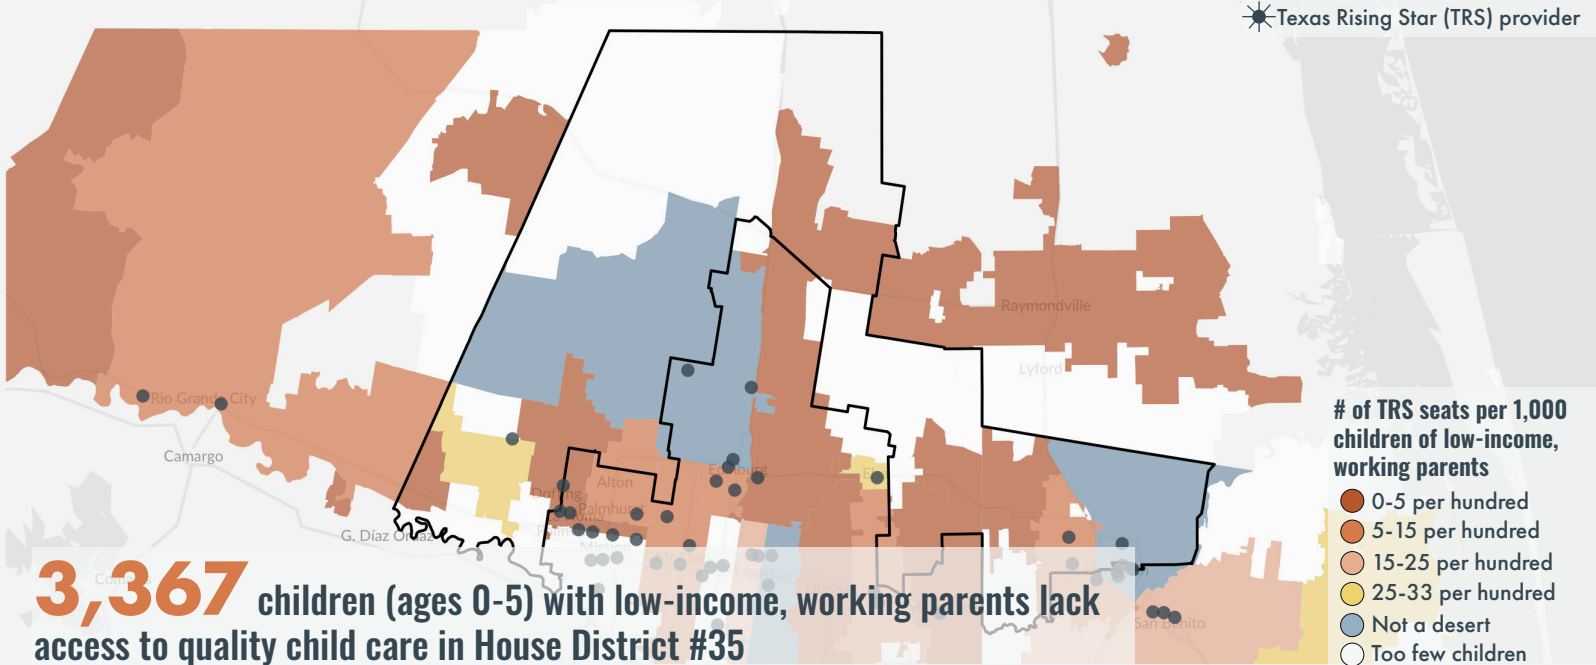 Texas Rising Star (TRS) provider
Raymondville
Lyford
Rio Grande City
Camargo
Alton
Palmhurst
G. Díaz Ordaz
Mission
San Benito
3,367 children (ages 0-5) with low-income, working parents lack
access to quality child care in House District #35
# of TRS seats per 1,000
children of low-income,
working parents
0-5 per hundred
5-15 per hundred
15-25 per hundred
25-33 per hundred
Not a desert
Too few children